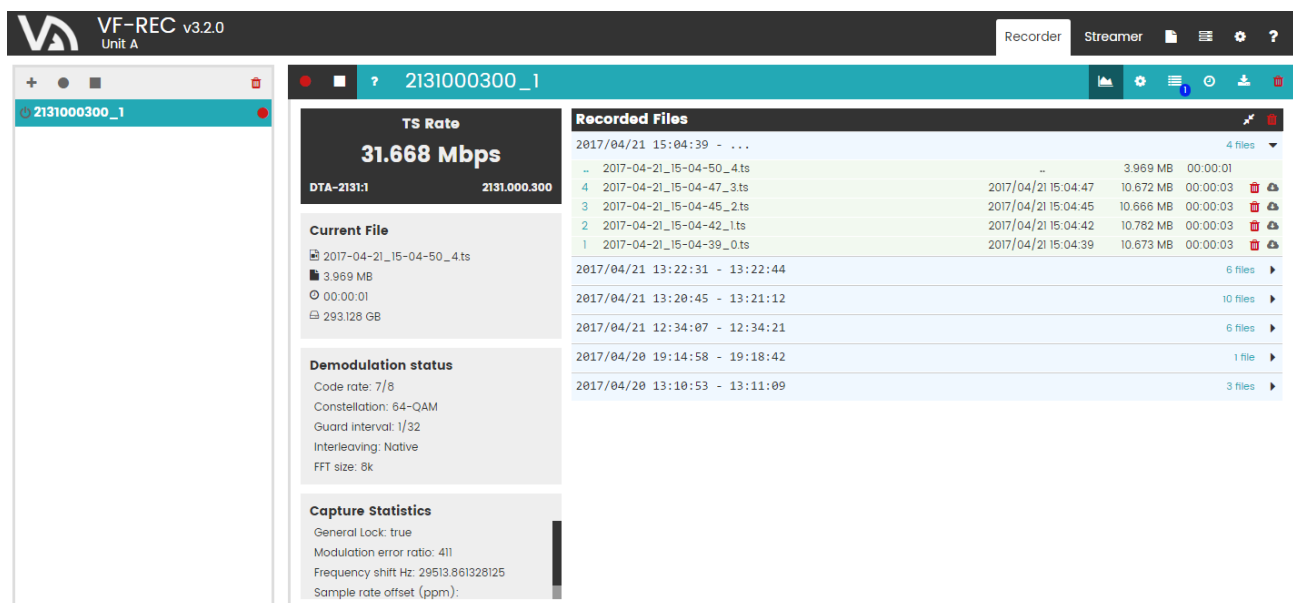 VF-REC v3.2.0
Unit A
Recorder Streamer ?
2131000300_1
? 2131000300_1
1
TS Rate
31.668 Mbps
DTA-2131:1 2131.000.300
Current File
2017-04-21_15-04-50_4.ts
3.969 MB
00:00:01
293.128 GB
Demodulation status
Code rate: 7/8
Constellation: 64-QAM
Guard interval: 1/32
Interleaving: Native
FFT size: 8k
Capture Statistics
General Lock: true
Modulation error ratio: 411
Frequency shift Hz: 29513.861328125
Sample rate offset (ppm):
Recorded Files
2017/04/21 15:04:39 - ... 4 files
.. 2017-04-21_15-04-50_4.ts .. 3.969 MB 00:00:01
4 2017-04-21_15-04-47_3.ts 2017/04/21 15:04:47 10.672 MB 00:00:03
3 2017-04-21_15-04-45_2.ts 2017/04/21 15:04:45 10.666 MB 00:00:03
2 2017-04-21_15-04-42_1.ts 2017/04/21 15:04:42 10.782 MB 00:00:03
1 2017-04-21_15-04-39_0.ts 2017/04/21 15:04:39 10.673 MB 00:00:03
2017/04/21 13:22:31 - 13:22:44 6 files
2017/04/21 13:20:45 - 13:21:12 10 files
2017/04/21 12:34:07 - 12:34:21 6 files
2017/04/20 19:14:58 - 19:18:42 1 file
2017/04/20 13:10:53 - 13:11:09 3 files